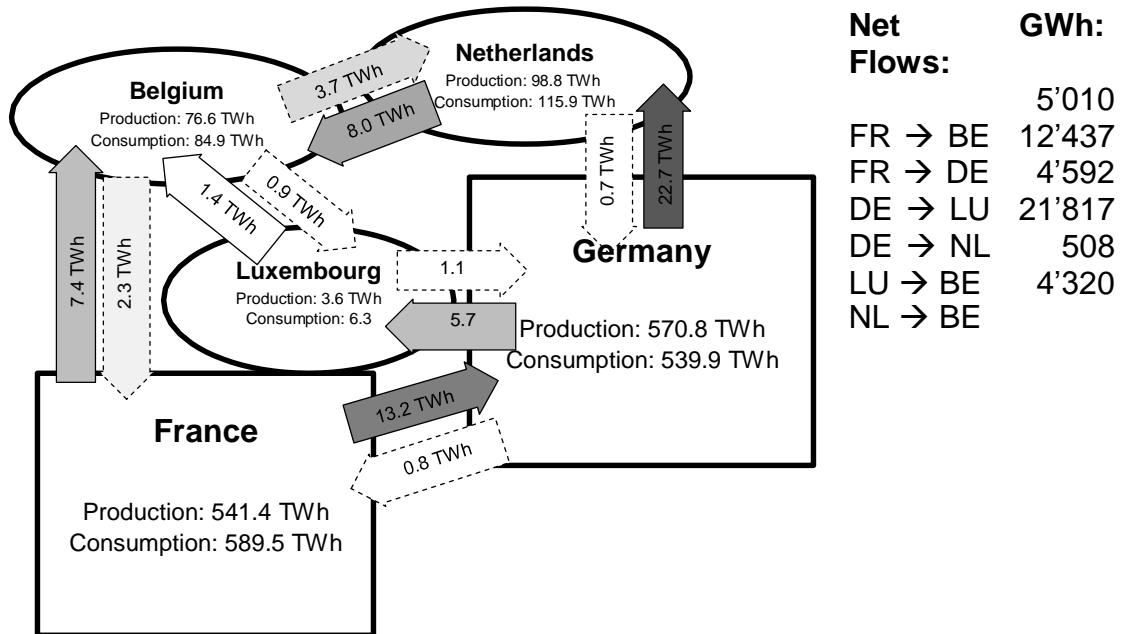 Netherlands
Production: 98.8 TWh
Consumption: 115.9 TWh
3.7 TWh
8.0 TWh
Belgium
Production: 76.6 TWh
Consumption: 84.9 TWh
0.9 TWh
1.4 TWh
0.7 TWh
22.7 TWh
7.4 TWh
2.3 TWh
Luxembourg
Production: 3.6 TWh
Consumption: 6.3
1.1
5.7
Germany
Production: 570.8 TWh
Consumption: 539.9 TWh
13.2 TWh
0.8 TWh
France
Production: 541.4 TWh
Consumption: 589.5 TWh
Net GWh:
Flows:
5'010
FR → BE 12'437
FR → DE 4'592
DE → LU 21'817
DE → NL 508
LU → BE 4'320
NL → BE